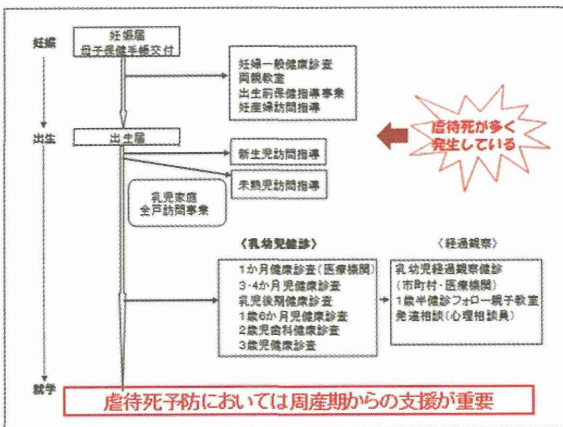 妊娠
妊娠届
母子保健手帳交付
妊婦一般健康診査
両親教室
出生前保健指導事業
妊産婦訪問指導
出生
出生届
虐待死が多く
発生している
新生児訪問指導
未熟児訪問指導
乳児家庭
全戸訪問事業
〈乳幼児健診〉
1か月健康診査(医療機関)
3・4か月児健康診査
乳児後期健康診査
1歳6か月児健康診査
2歳児歯科健康診査
3歳児健康診査
〈経過観察〉
乳幼児経過観察健診
(市町村・医療機関)
1歳半健診フォロー親子教室
発達相談(心理相談員)
就学
虐待死予防においては周産期からの支援が重要